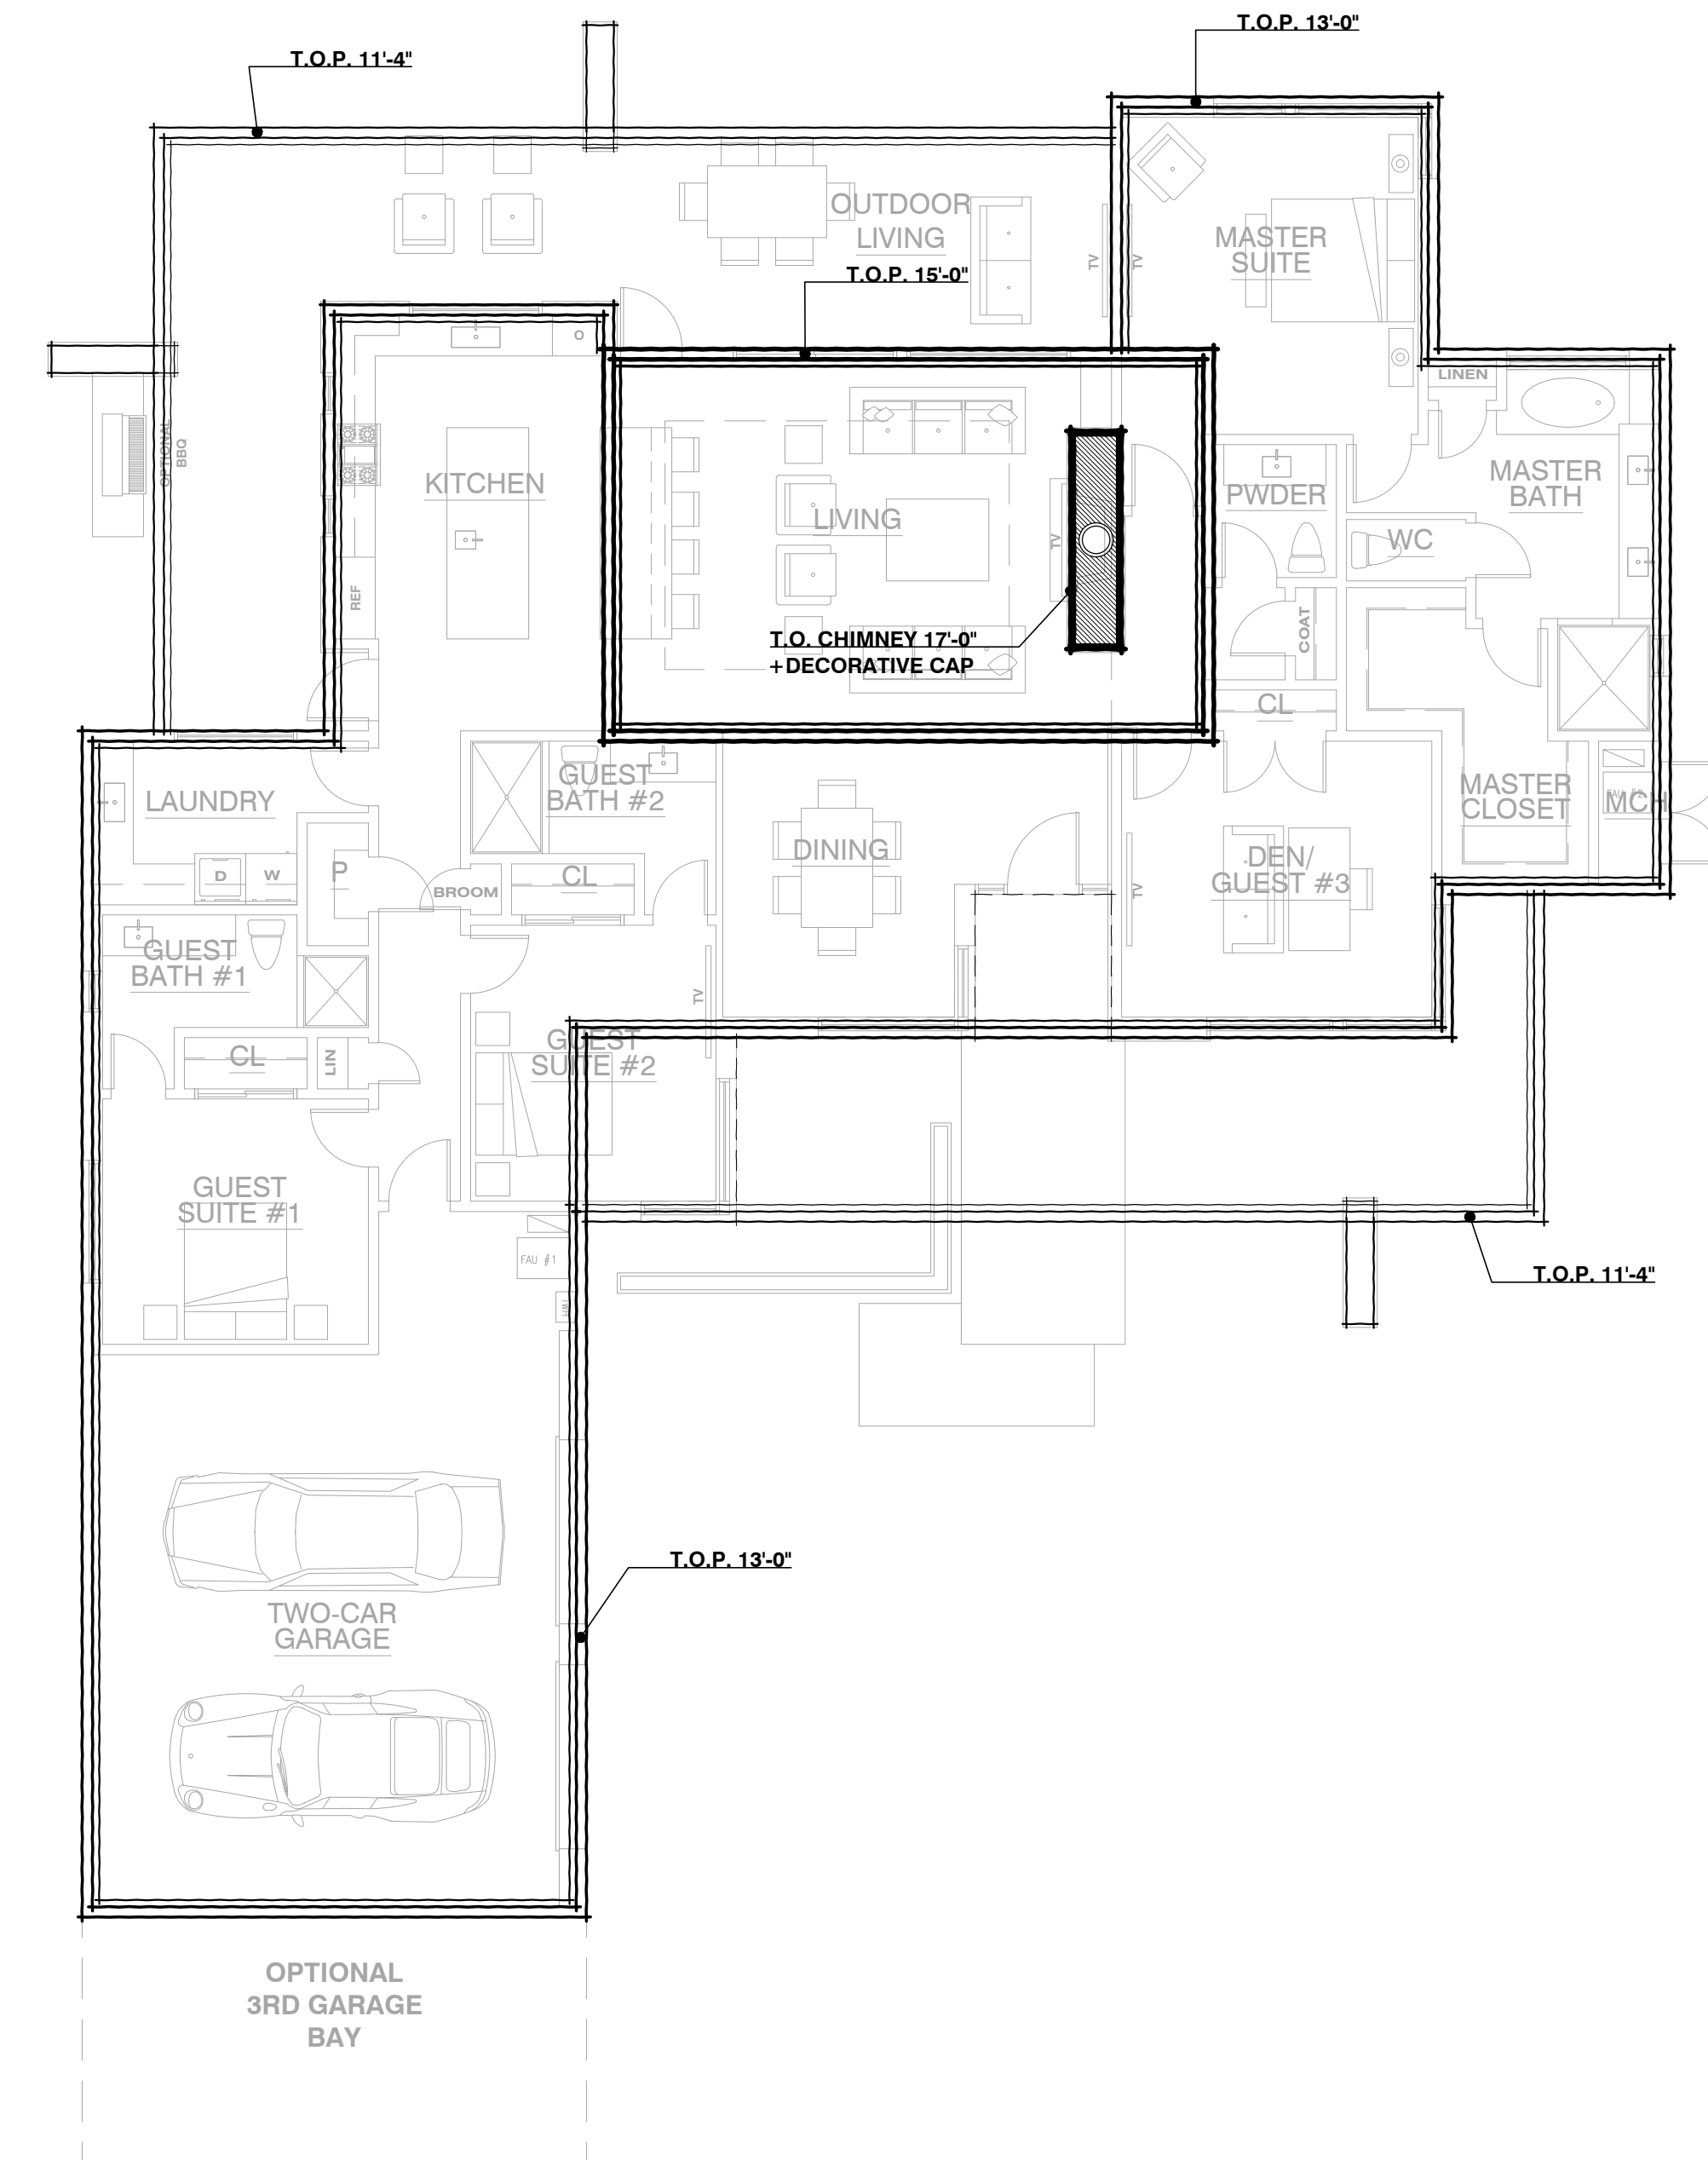 T.O.P. 13'-0"
T.O.P. 11'-4"
OUTDOOR
LIVING
MASTER
SUITE
TV
TV
T.O.P. 15'-0"
O
LINEN
OPTIONAL
BBQ
KITCHEN
LIVING
TV
PWDER
MASTER
BATH
WC
REF
COAT
T.O. CHIMNEY 17'-0"
+DECORATIVE CAP
CL
LAUNDRY
GUEST
BATH #2
MASTER
CLOSET
FAU #2
MCH
DINING
DEN/
GUEST #3
TV
D
W
P
BROOM
CL
GUEST
BATH #1
TV
GUEST
SUITE #2
CL
LIN
GUEST
SUITE #1
FAU #1
TWH
T.O.P. 11'-4"
T.O.P. 13'-0"
TWO-CAR
GARAGE
OPTIONAL
3RD GARAGE
BAY